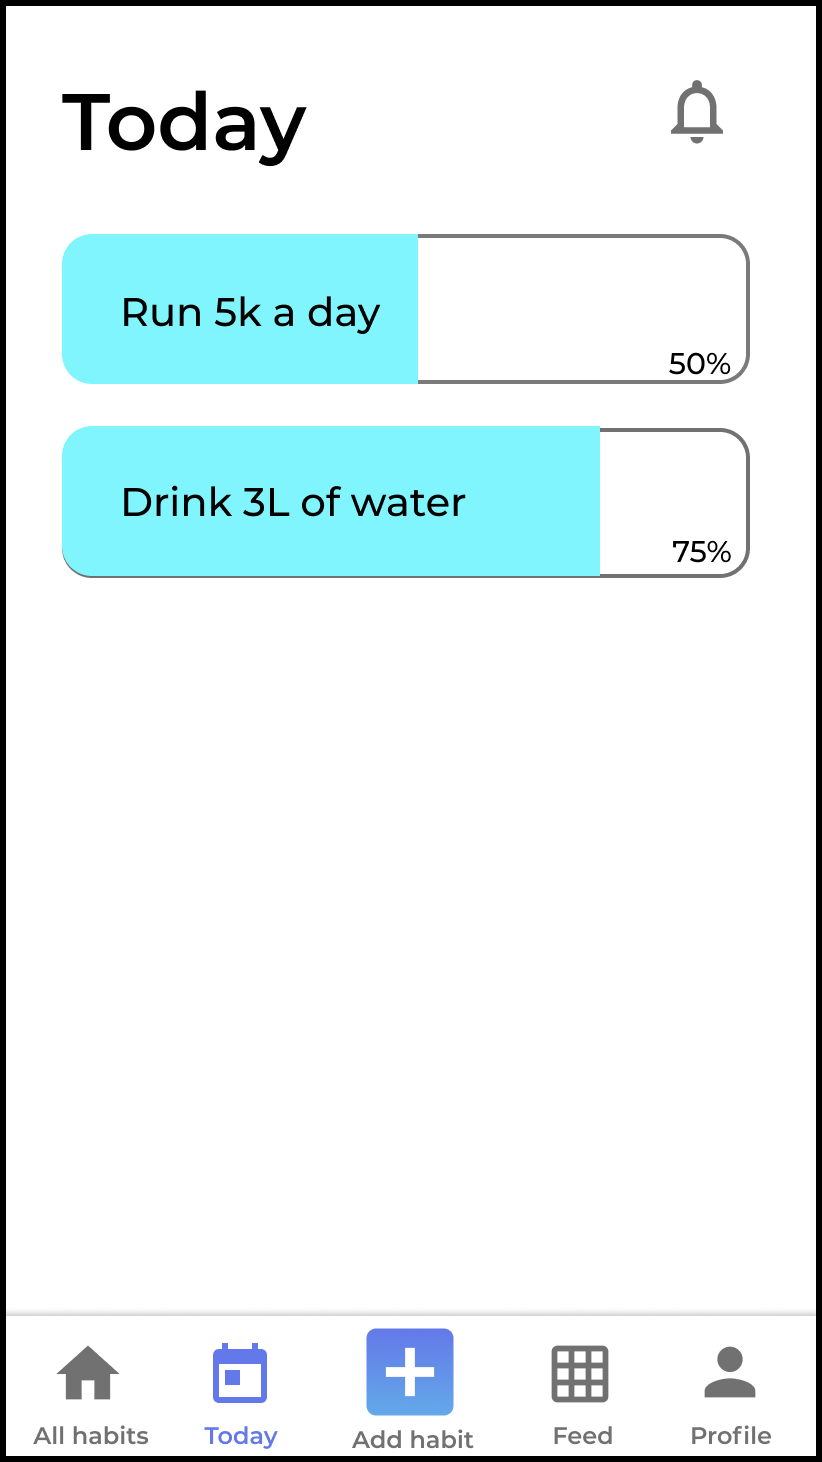 Today
Run 5k a day
50%
Drink 3L of water
75%
All habits
Today
Add habit
Feed
Profile